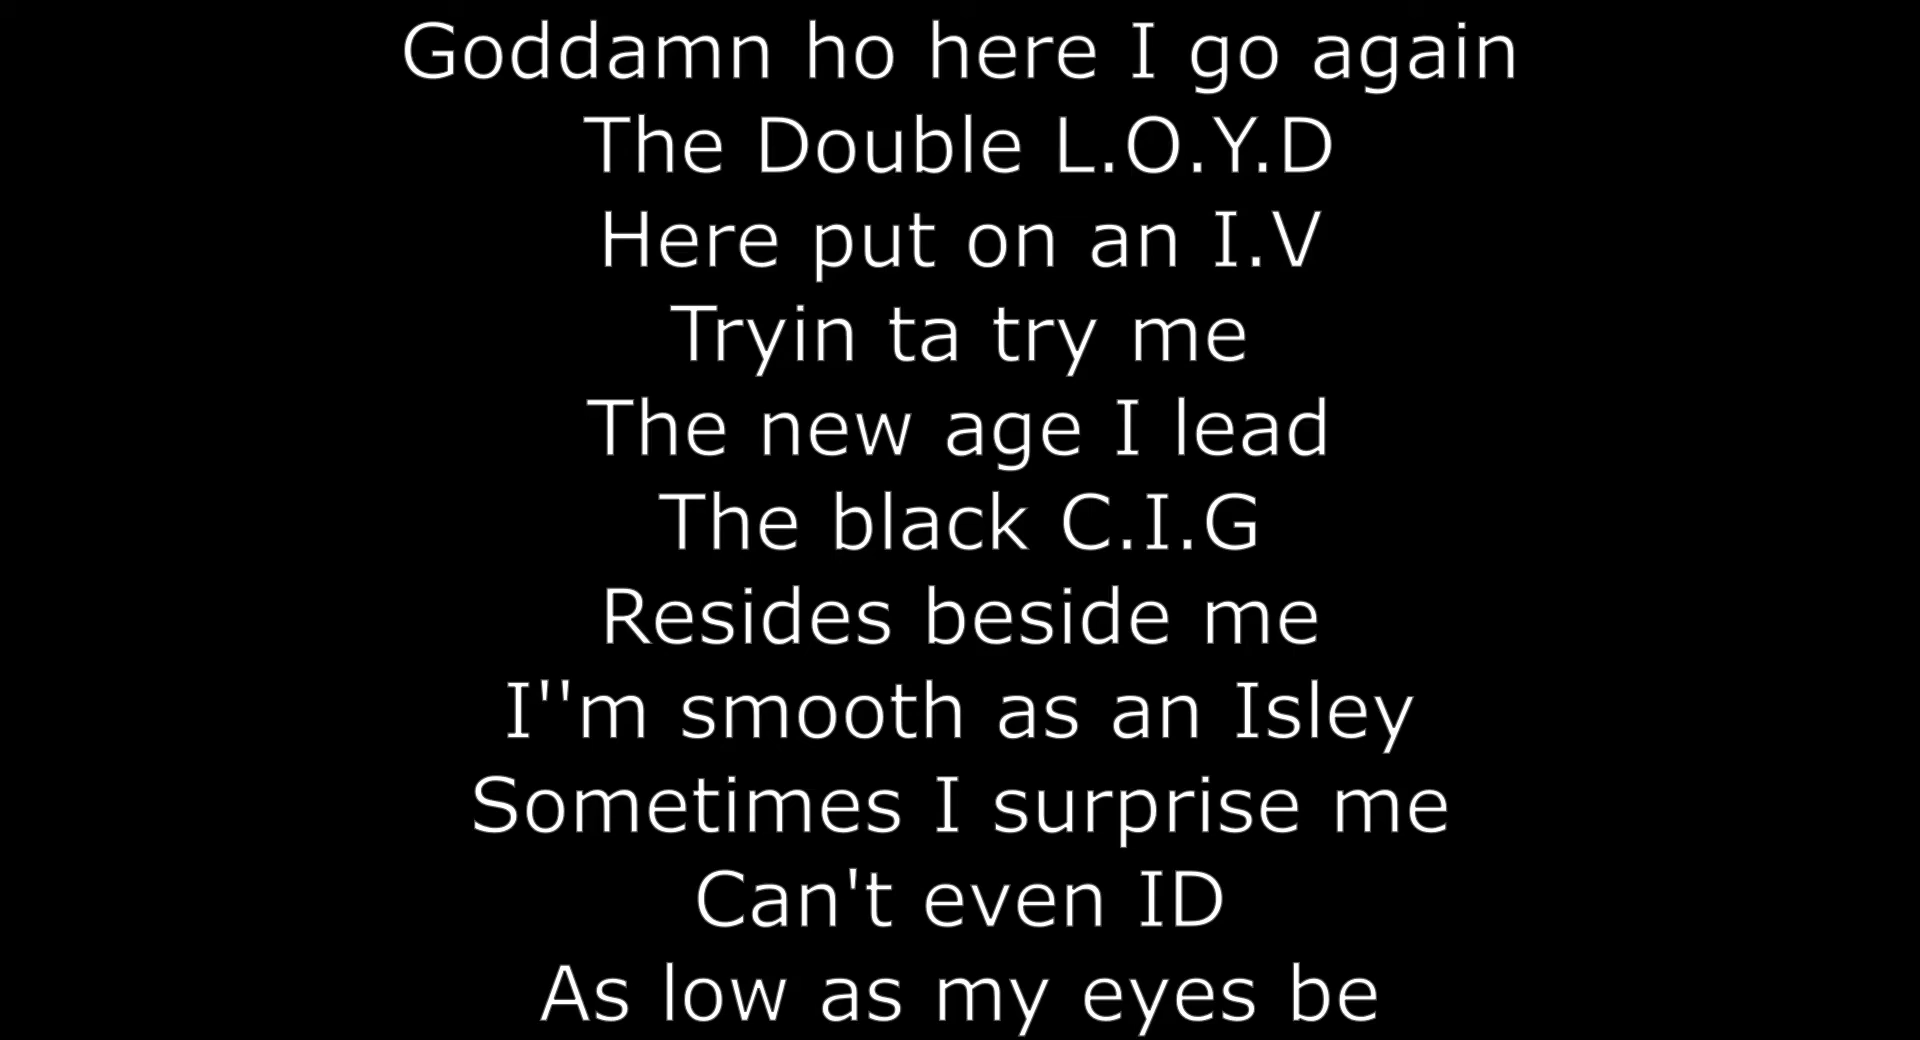 Goddamn ho here I go again
The Double L.O.Y.D
Here put on an I.V
Tryin ta try me
The new age I lead
The black C.I.G
Resides beside me
I''m smooth as an Isley
Sometimes I surprise me
Can't even ID
As low as my eyes be